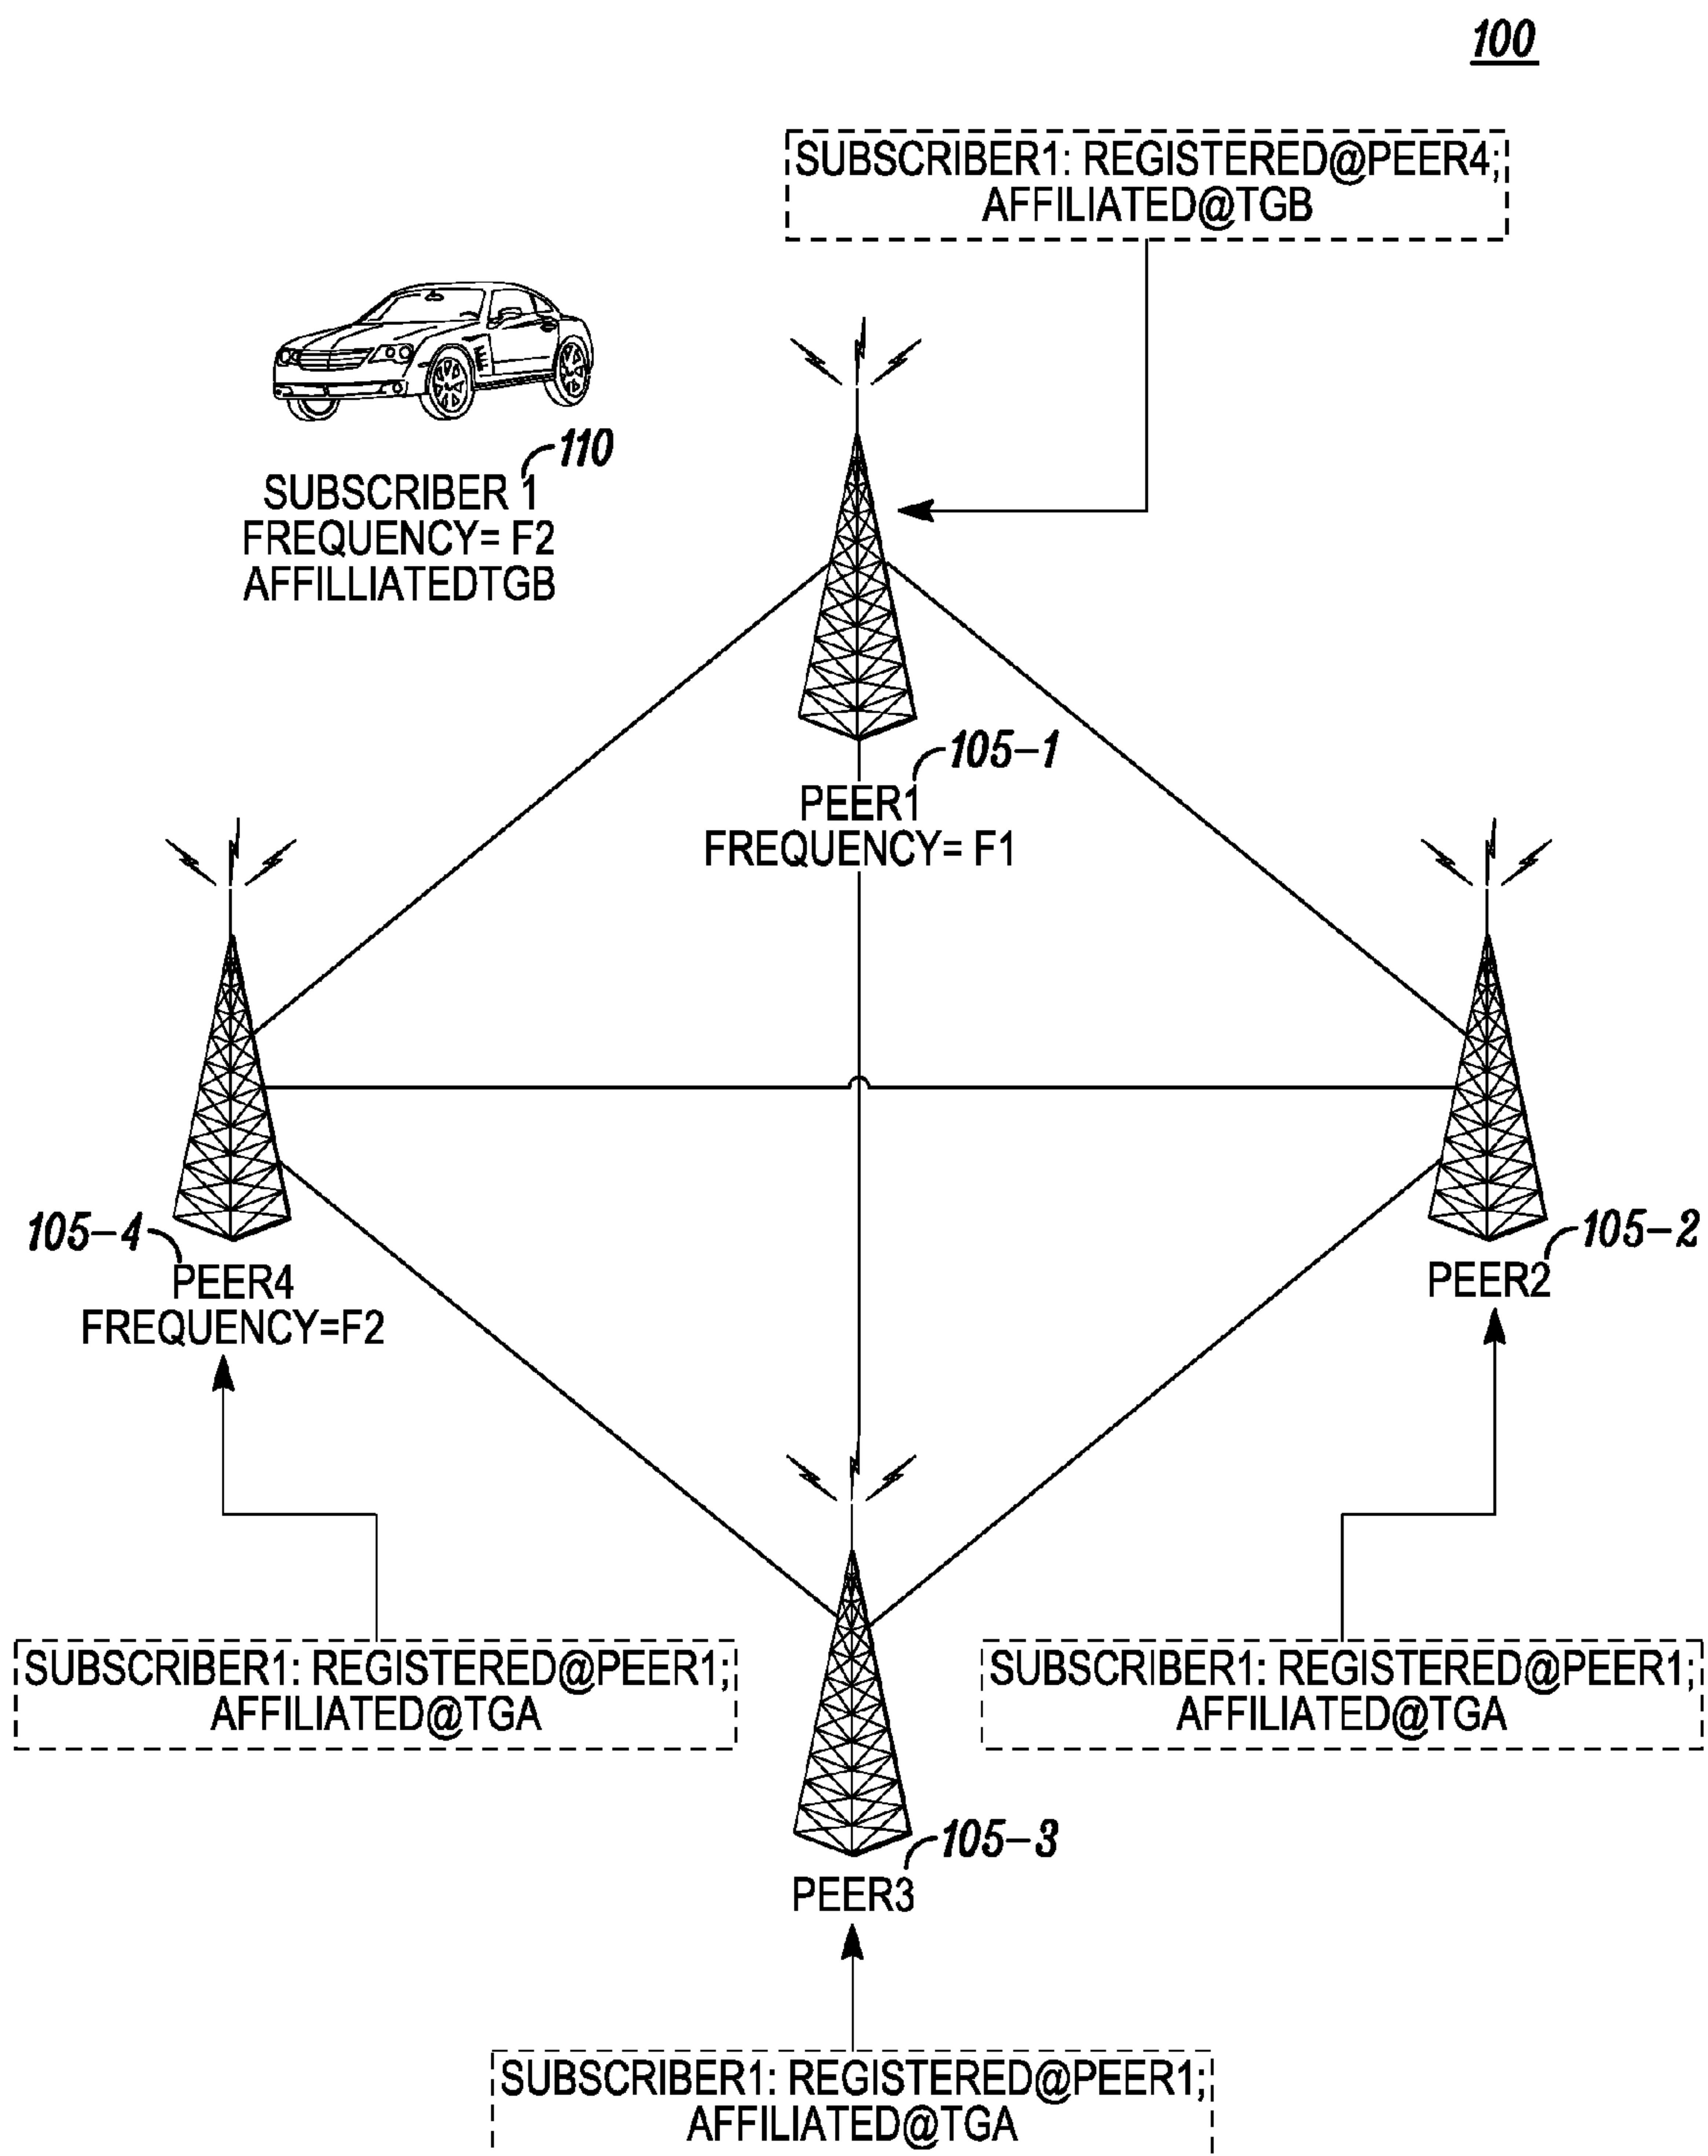 100
SUBSCRIBER1: REGISTERED@PEER4;
AFFILIATED@TGB
110
SUBSCRIBER 1
FREQUENCY= F2
AFFILLIATEDTGB
105-1
PEER1
FREQUENCY= F1
105-4
PEER4
FREQUENCY=F2
105-2
PEER2
SUBSCRIBER1: REGISTERED@PEER1;
AFFILIATED@TGA
SUBSCRIBER1: REGISTERED@PEER1;
AFFILIATED@TGA
105-3
PEER3
SUBSCRIBER1: REGISTERED@PEER1;
AFFILIATED@TGA